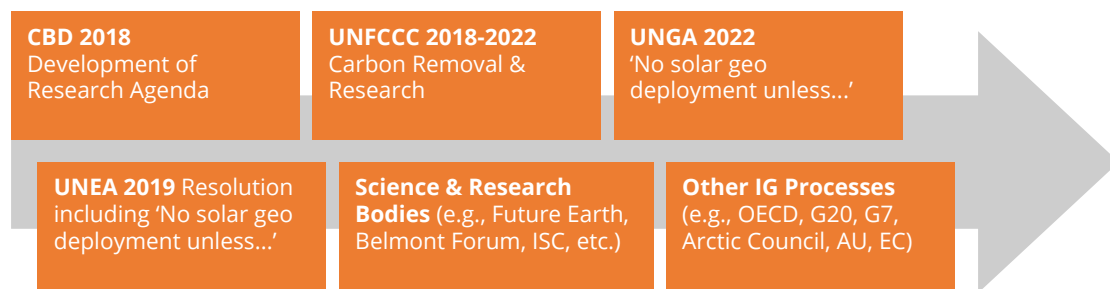 CBD 2018
Development of
Research Agenda
UNFCCC 2018-2022
Carbon Removal &
Research
UNGA 2022
‘No solar geo
deployment unless...’
UNEA 2019 Resolution
including ‘No solar geo
deployment unless...’
Science & Research
Bodies (e.g., Future Earth,
Belmont Forum, ISC, etc.)
Other IG Processes
(e.g., OECD, G20, G7,
Arctic Council, AU, EC)